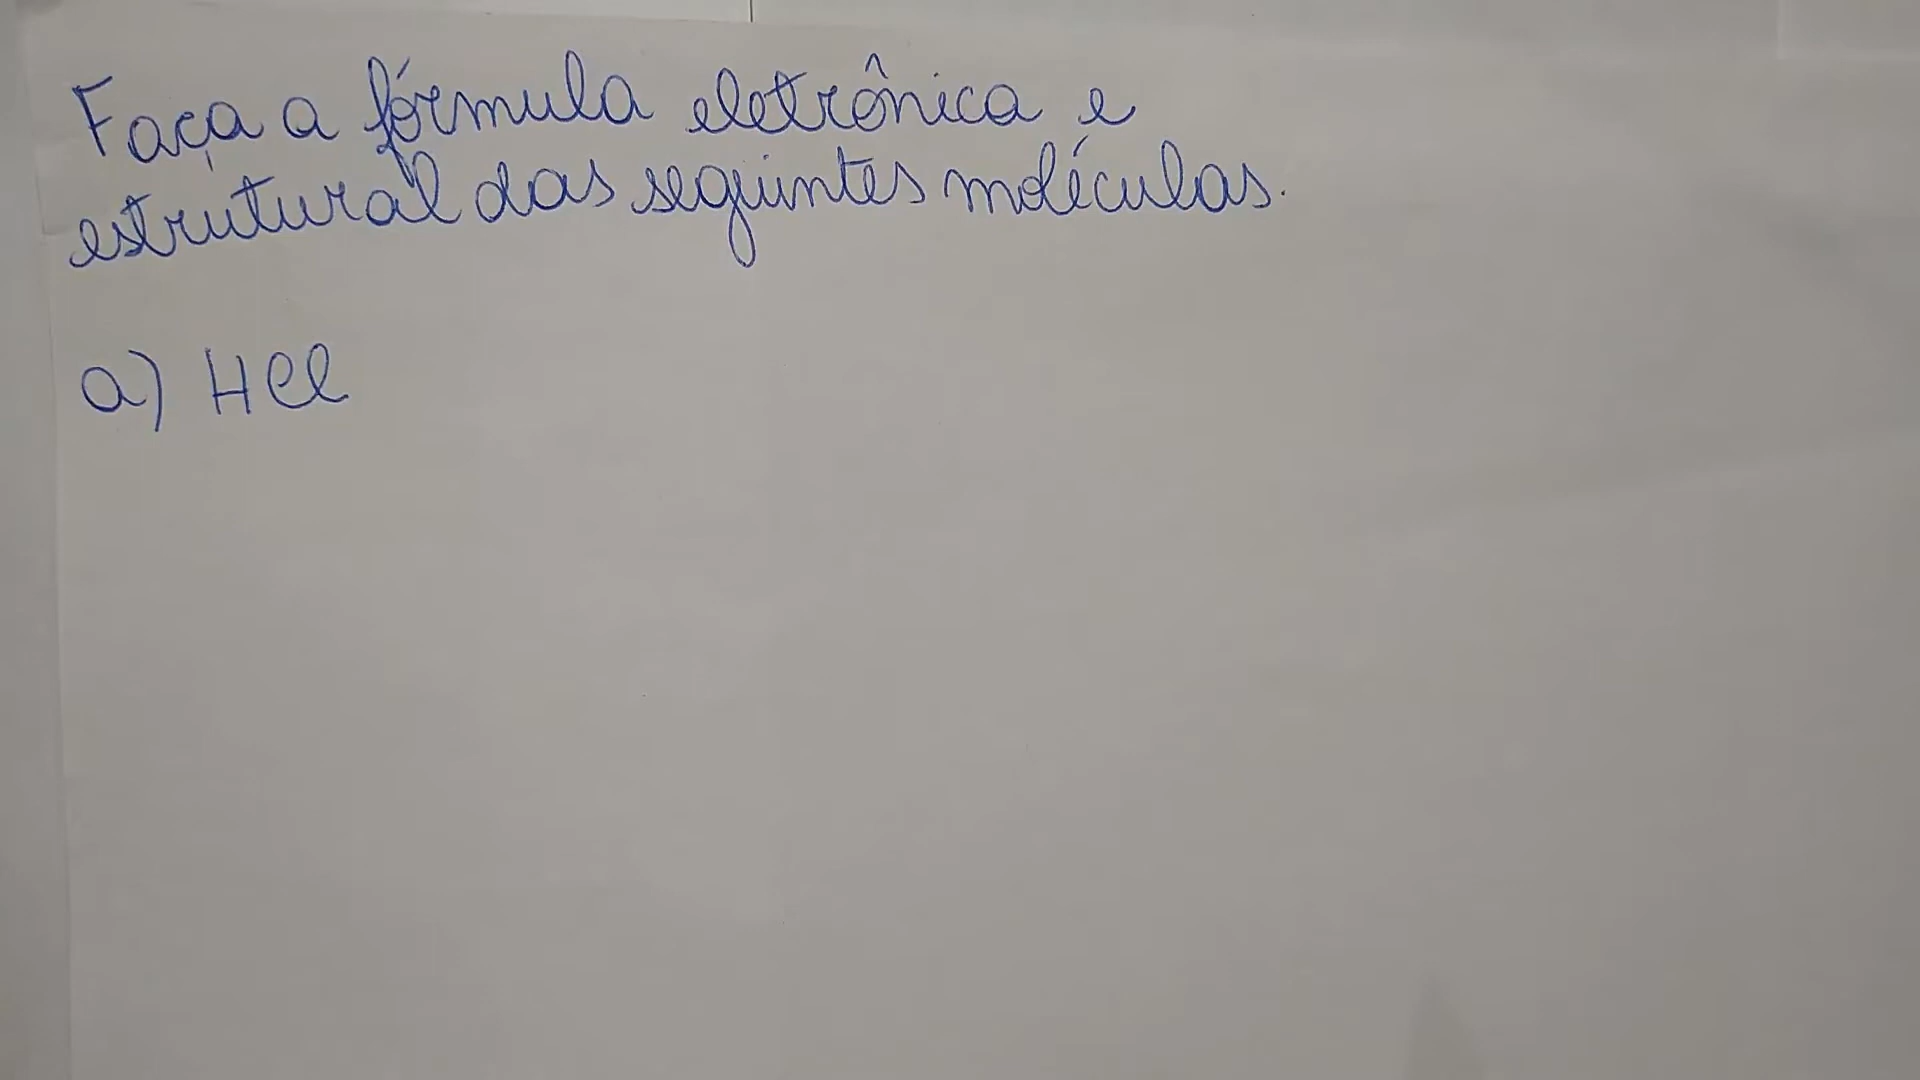 Faça a fórmula eletrônica e
estrutural das seguintes moléculas.
a) HCl